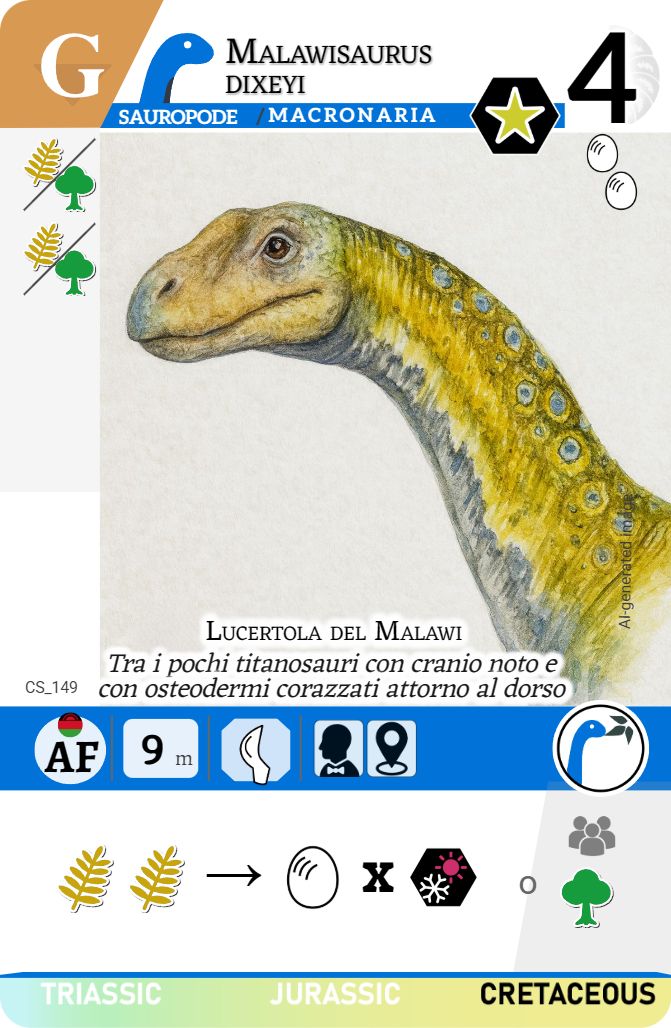 G
MALAWISAURUS
DIXEYI
4
SAUROPODE / MACRONARIA
AI-generated image
LUCERTOLA DEL MALAWI
Tra i pochi titanosauri con cranio noto e
CS_149
con osteodermi corazzati attorno al dorso
AF
9 m
x
o
TRIASSIC JURASSIC CRETACEOUS